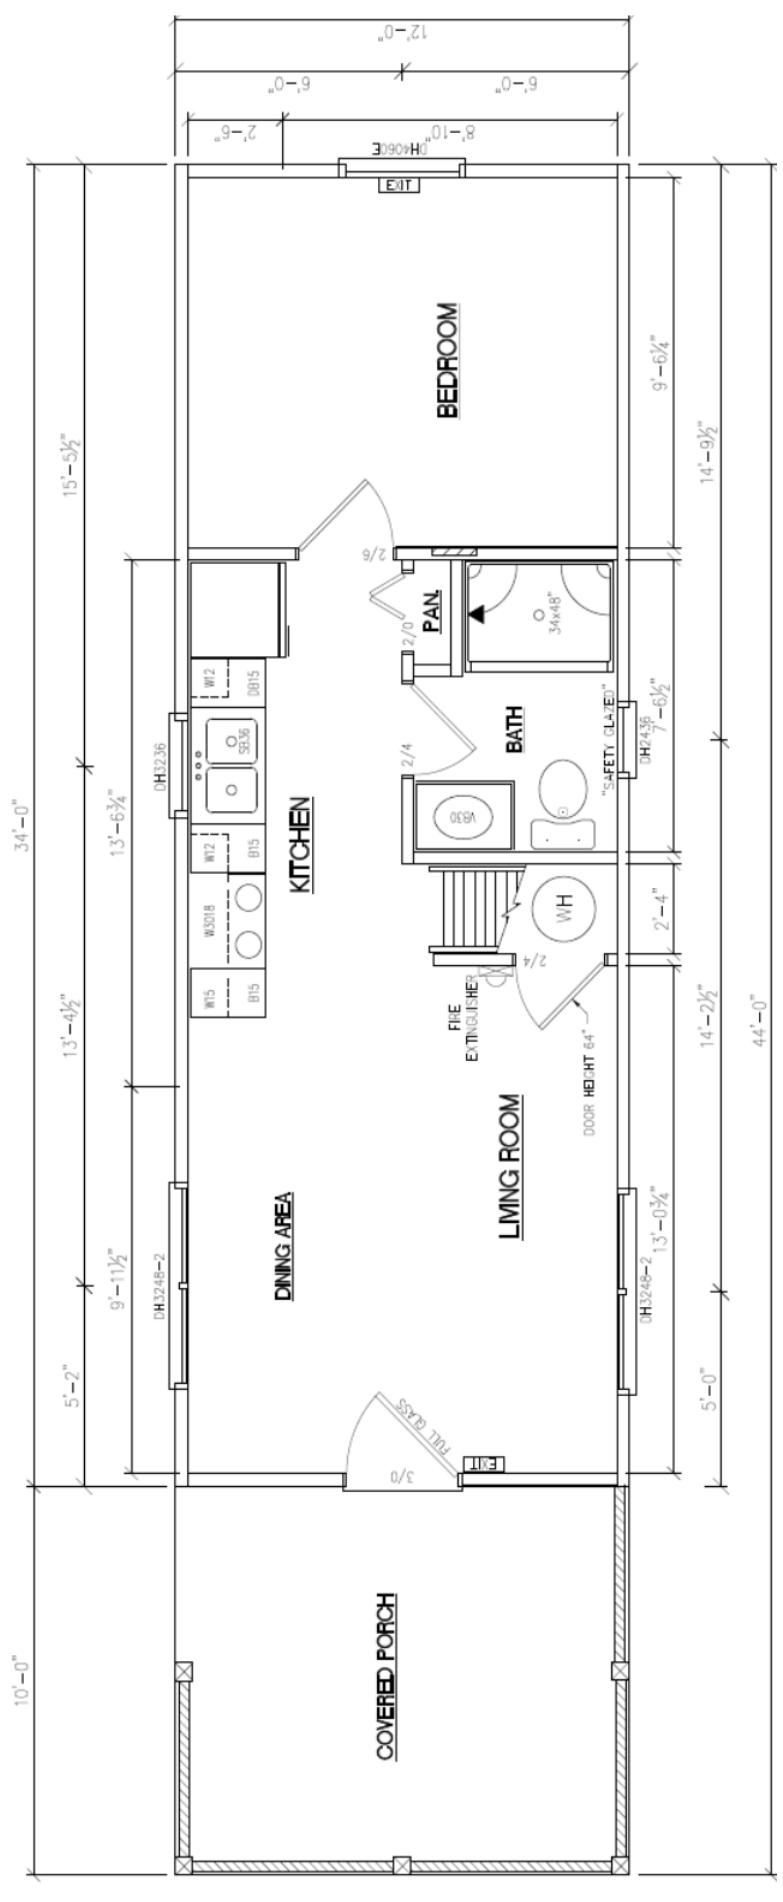 12'-0"
6'-0"
6'-0"
2'-6"
8'-10"
DH4060E
EXIT
BEDROOM
9'-6¼"
14'-9½"
15'-5½"
34'-0"
13'-6¾"
13'-4½"
2/6
PAN.
2/0
34x48"
W12
DB15
DH3236
SB36
KITCHEN
2/4
BATH
"SAFETY GLAZED"
DH2436
7'-6½"
VB30
W12
B15
W3018
W15
B15
WH
2'-4"
2/4
FIRE
EXTINGUISHER
DOOR HEIGHT 64"
14'-2½"
44'-0"
LIVING ROOM
DINING AREA
13'-0¾"
9'-11½"
DH3248-2
DH3248-2
5'-2"
5'-0"
FULL GLASS
3/0
EXIT
COVERED PORCH
10'-0"